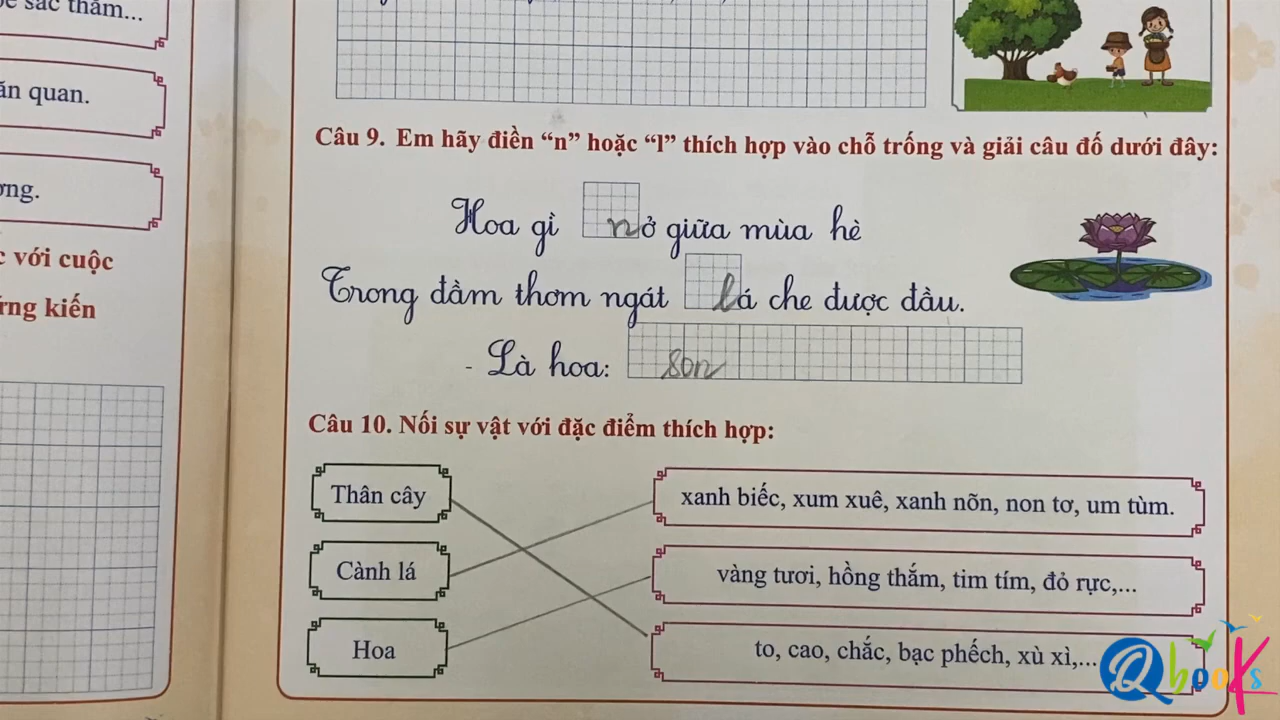 ẻ sắc thắm...
ăn quan.
ơng.
c với cuộc
ứng kiến
Câu 9. Em hãy điền “n” hoặc “l” thích hợp vào chỗ trống và giải câu đố dưới đây:
Hoa gì nở giữa mùa hè
Trong đầm thơm ngát lá che được đầu.
- Là hoa: son
Câu 10. Nối sự vật với đặc điểm thích hợp:
Thân cây
xanh biếc, xum xuê, xanh nõn, non tơ, um tùm.
Cành lá
vàng tươi, hồng thắm, tim tím, đỏ rực,...
Hoa
to, cao, chắc, bạc phếch, xù xì,...
Qbooks